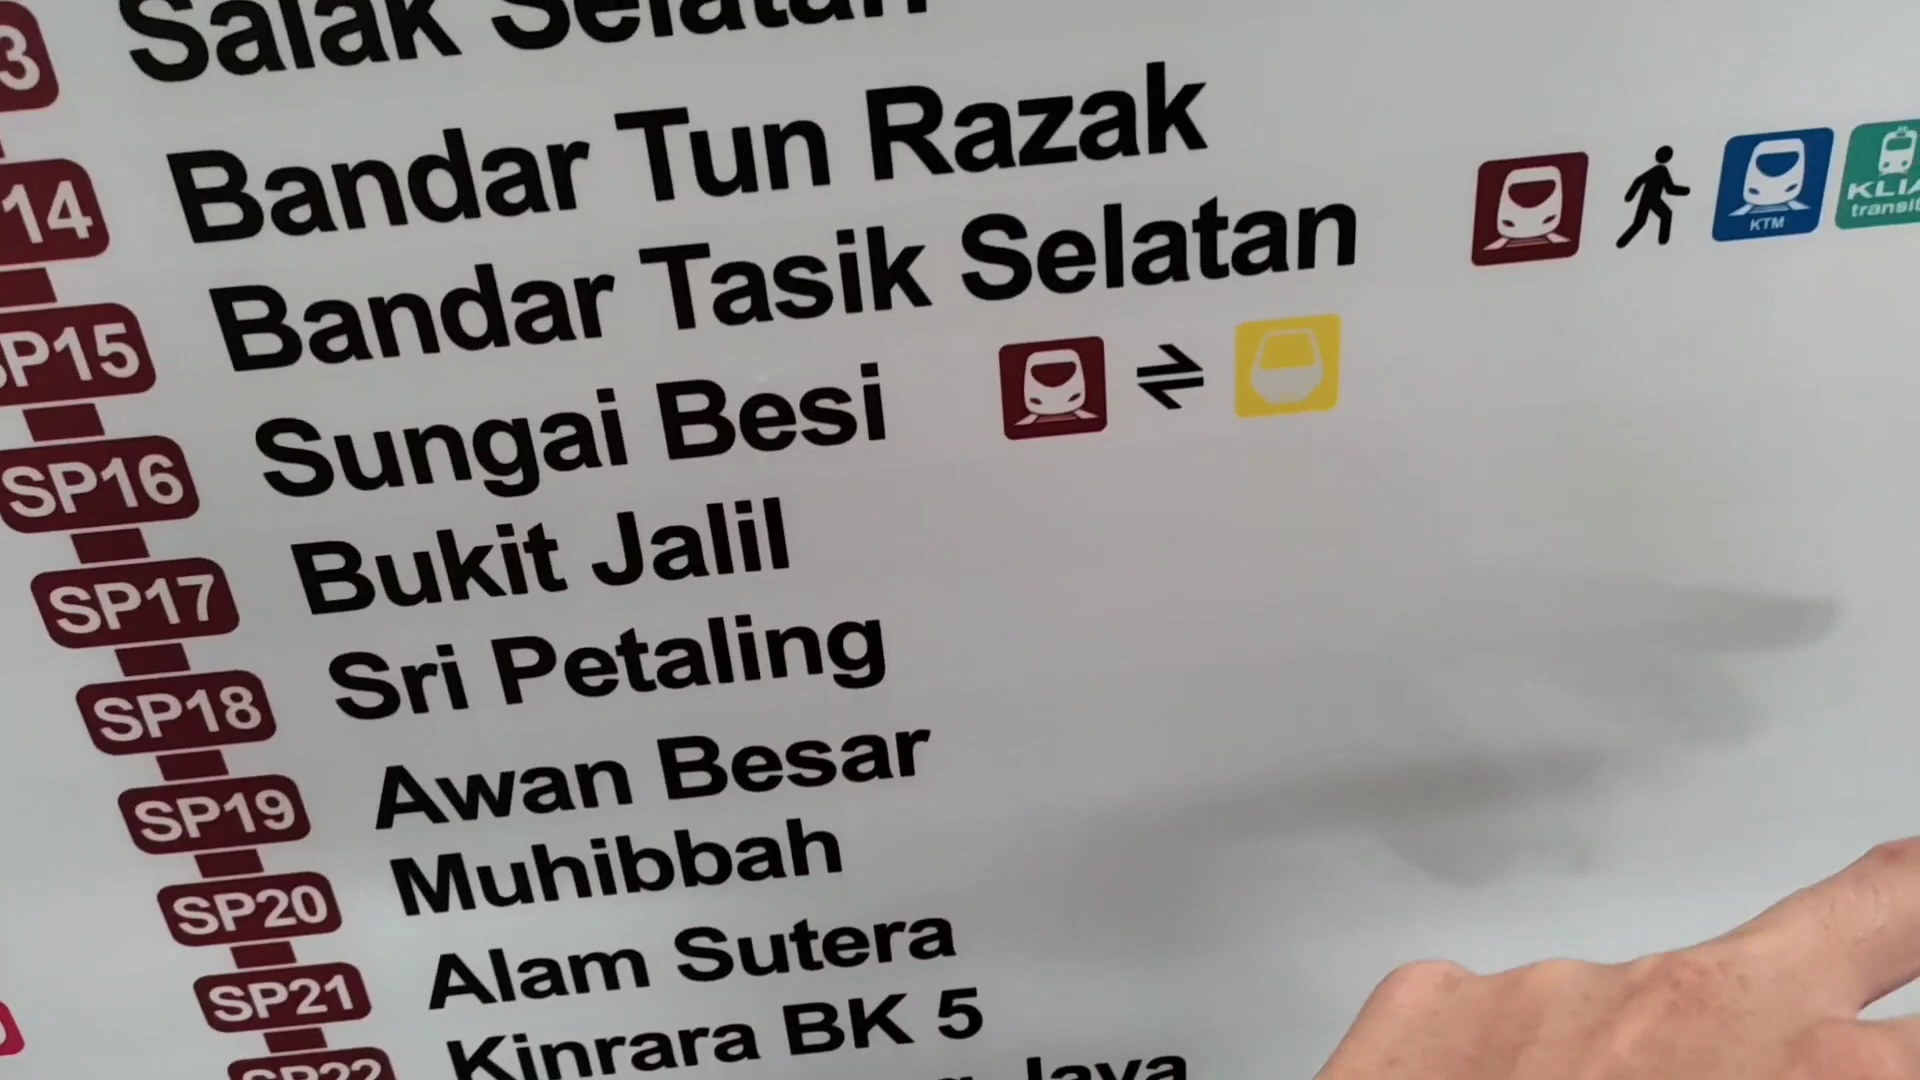 3 Salak Selatan
14 Bandar Tun Razak
SP15 Bandar Tasik Selatan KTM KLIA transit
SP16 Sungai Besi
SP17 Bukit Jalil
SP18 Sri Petaling
SP19 Awan Besar
SP20 Muhibbah
SP21 Alam Sutera
SP22 Kinrara BK 5
Jaya